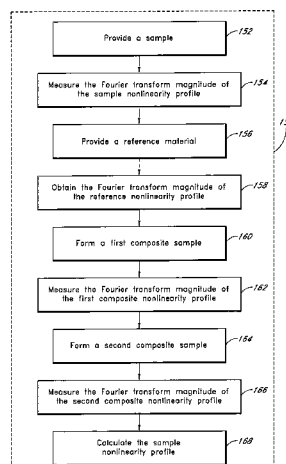 Provide a sample
152
Measure the Fourier transform magnitude of
the sample nonlinearity profile
154
Provide a reference material
156
Obtain the Fourier transform magnitude of
the reference nonlinearity profile
158
Form a first composite sample
160
Measure the Fourier transform magnitude of
the first composite nonlinearity profile
162
Form a second composite sample
164
Measure the Fourier transform magnitude of
the second composite nonlinearity profile
166
Calculate the sample
nonlinearity profile
168